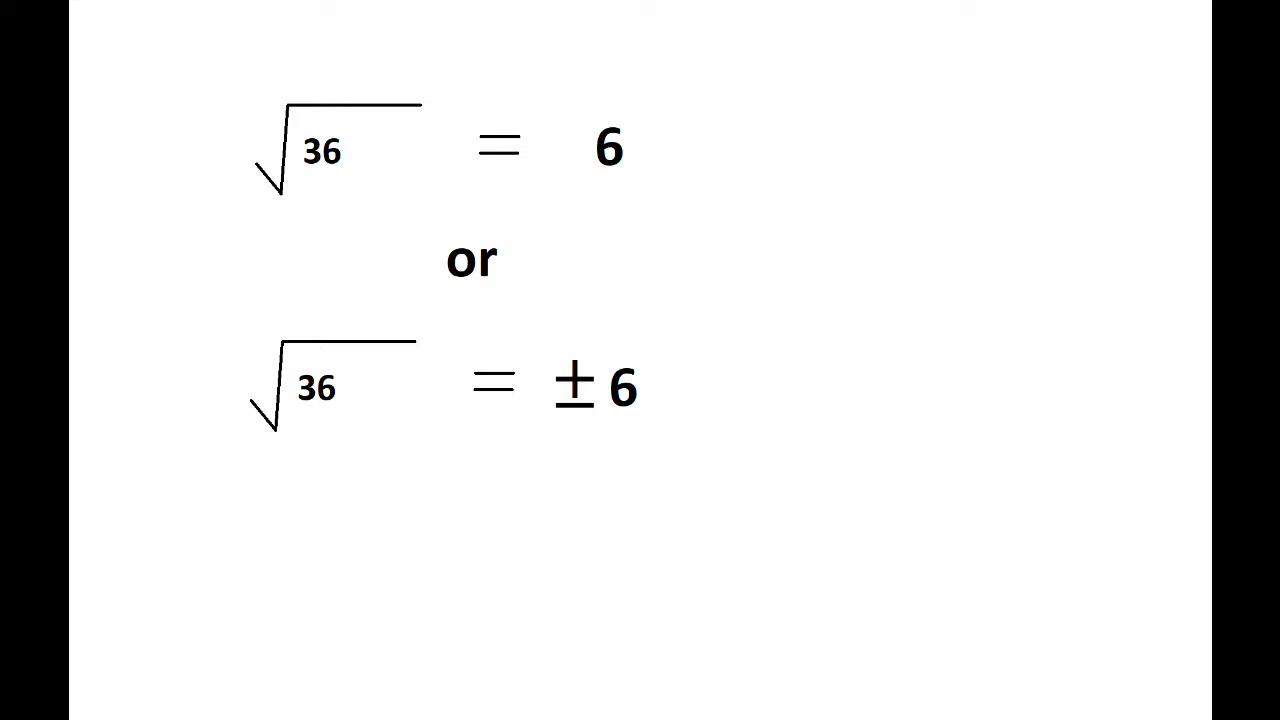 √36 = 6
or
√36 = ± 6